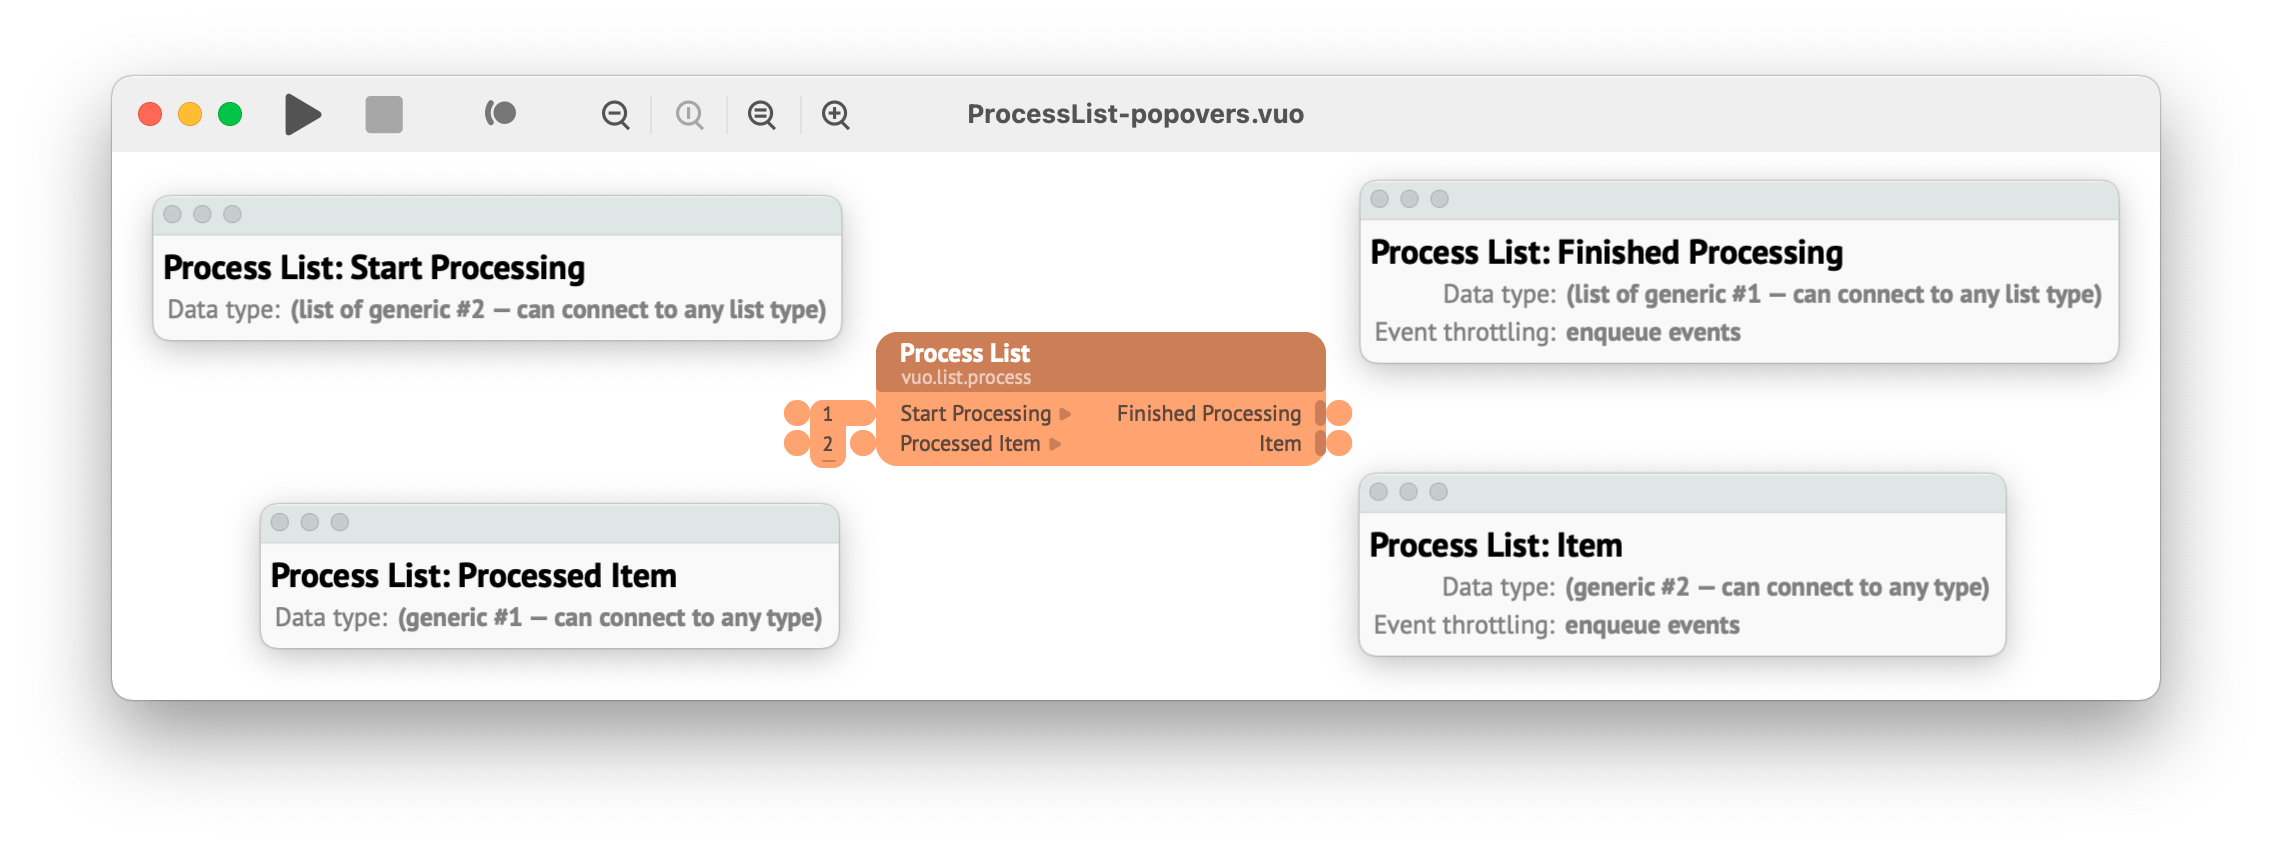 ProcessList-popovers.vuo
Process List: Start Processing
Data type: (list of generic #2 — can connect to any list type)
Process List: Finished Processing
Data type: (list of generic #1 — can connect to any list type)
Event throttling: enqueue events
Process List
vuo.list.process
1 Start Processing Finished Processing
2 Processed Item Item
Process List: Processed Item
Data type: (generic #1 — can connect to any type)
Process List: Item
Data type: (generic #2 — can connect to any type)
Event throttling: enqueue events